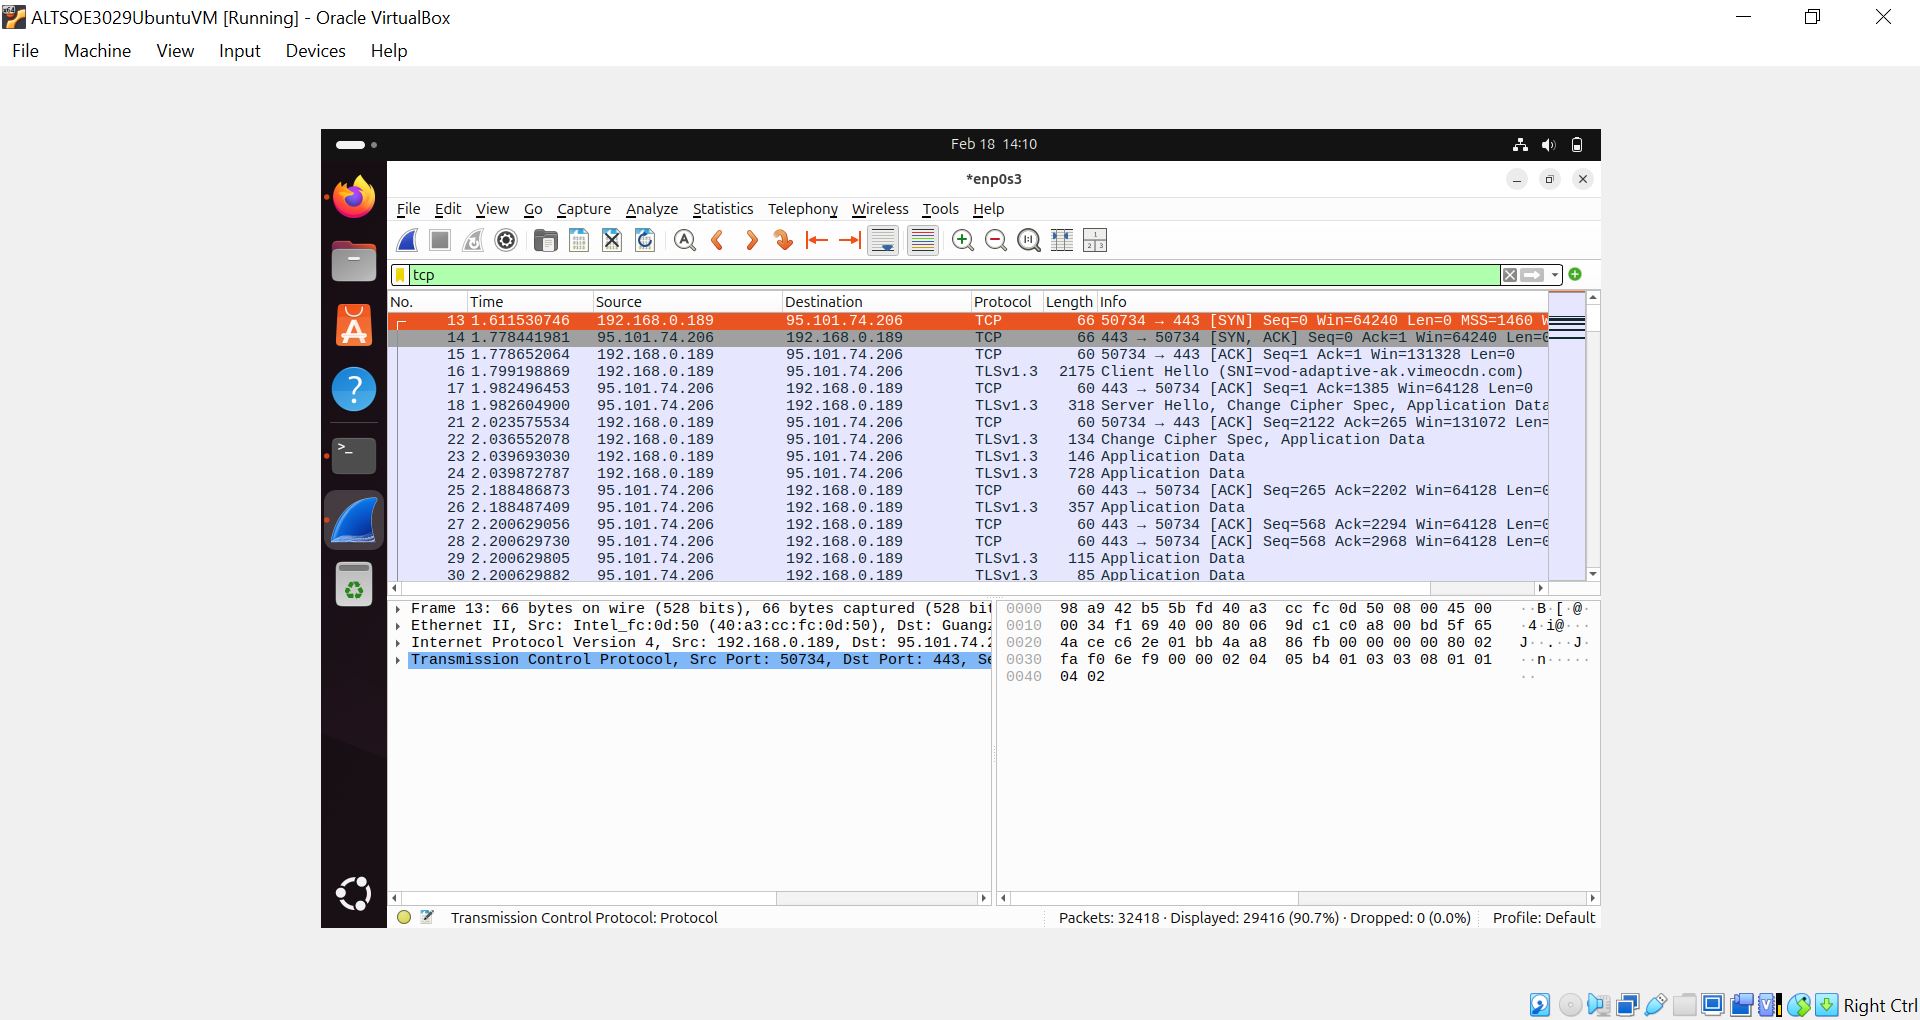 ALTSOE3029UbuntuVM [Running] - Oracle VirtualBox
File Machine View Input Devices Help
Feb 18 14:10
*enp0s3
File Edit View Go Capture Analyze Statistics Telephony Wireless Tools Help
tcp
No. Time Source Destination Protocol Length Info
13 1.611530746 192.168.0.189 95.101.74.206 TCP 66 50734 → 443 [SYN] Seq=0 Win=64240 Len=0 MSS=1460 W
14 1.778441981 95.101.74.206 192.168.0.189 TCP 66 443 → 50734 [SYN, ACK] Seq=0 Ack=1 Win=64240 Len=0
15 1.778652064 192.168.0.189 95.101.74.206 TCP 60 50734 → 443 [ACK] Seq=1 Ack=1 Win=131328 Len=0
16 1.799198869 192.168.0.189 95.101.74.206 TLSv1.3 2175 Client Hello (SNI=vod-adaptive-ak.vimeocdn.com)
17 1.982496453 95.101.74.206 192.168.0.189 TCP 60 443 → 50734 [ACK] Seq=1 Ack=1385 Win=64128 Len=0
18 1.982604900 95.101.74.206 192.168.0.189 TLSv1.3 318 Server Hello, Change Cipher Spec, Application Data
21 2.023575534 192.168.0.189 95.101.74.206 TCP 60 50734 → 443 [ACK] Seq=2122 Ack=265 Win=131072 Len=
22 2.036552078 192.168.0.189 95.101.74.206 TLSv1.3 134 Change Cipher Spec, Application Data
23 2.039693030 192.168.0.189 95.101.74.206 TLSv1.3 146 Application Data
24 2.039872787 192.168.0.189 95.101.74.206 TLSv1.3 728 Application Data
25 2.188486873 95.101.74.206 192.168.0.189 TCP 60 443 → 50734 [ACK] Seq=265 Ack=2202 Win=64128 Len=0
26 2.188487409 95.101.74.206 192.168.0.189 TLSv1.3 357 Application Data
27 2.200629056 95.101.74.206 192.168.0.189 TCP 60 443 → 50734 [ACK] Seq=568 Ack=2294 Win=64128 Len=0
28 2.200629730 95.101.74.206 192.168.0.189 TCP 60 443 → 50734 [ACK] Seq=568 Ack=2968 Win=64128 Len=0
29 2.200629805 95.101.74.206 192.168.0.189 TLSv1.3 115 Application Data
30 2.200629882 95.101.74.206 192.168.0.189 TLSv1.3 85 Application Data
Frame 13: 66 bytes on wire (528 bits), 66 bytes captured (528 bit
Ethernet II, Src: Intel_fc:0d:50 (40:a3:cc:fc:0d:50), Dst: Guangz
Internet Protocol Version 4, Src: 192.168.0.189, Dst: 95.101.74.2
Transmission Control Protocol, Src Port: 50734, Dst Port: 443, Se
0000 98 a9 42 b5 5b fd 40 a3 cc fc 0d 50 08 00 45 00 ··B·[·@·
0010 00 34 f1 69 40 00 80 06 9d c1 c0 a8 00 bd 5f 65 ·4·i@···
0020 4a ce c6 2e 01 bb 4a a8 86 fb 00 00 00 00 80 02 J··.··J·
0030 fa f0 6e f9 00 00 02 04 05 b4 01 03 03 08 01 01 ··n·····
0040 04 02 ··
Transmission Control Protocol: Protocol
Packets: 32418 · Displayed: 29416 (90.7%) · Dropped: 0 (0.0%)
Profile: Default
Right Ctrl